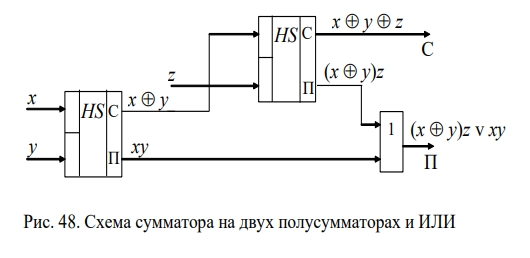 x ⊕ y ⊕ z
HS C
C
z
(x ⊕ y)z
П
x
HS C
x ⊕ y
1
(x ⊕ y)z v xy
y
П
xy
П
Рис. 48. Схема сумматора на двух полусумматорах и ИЛИ